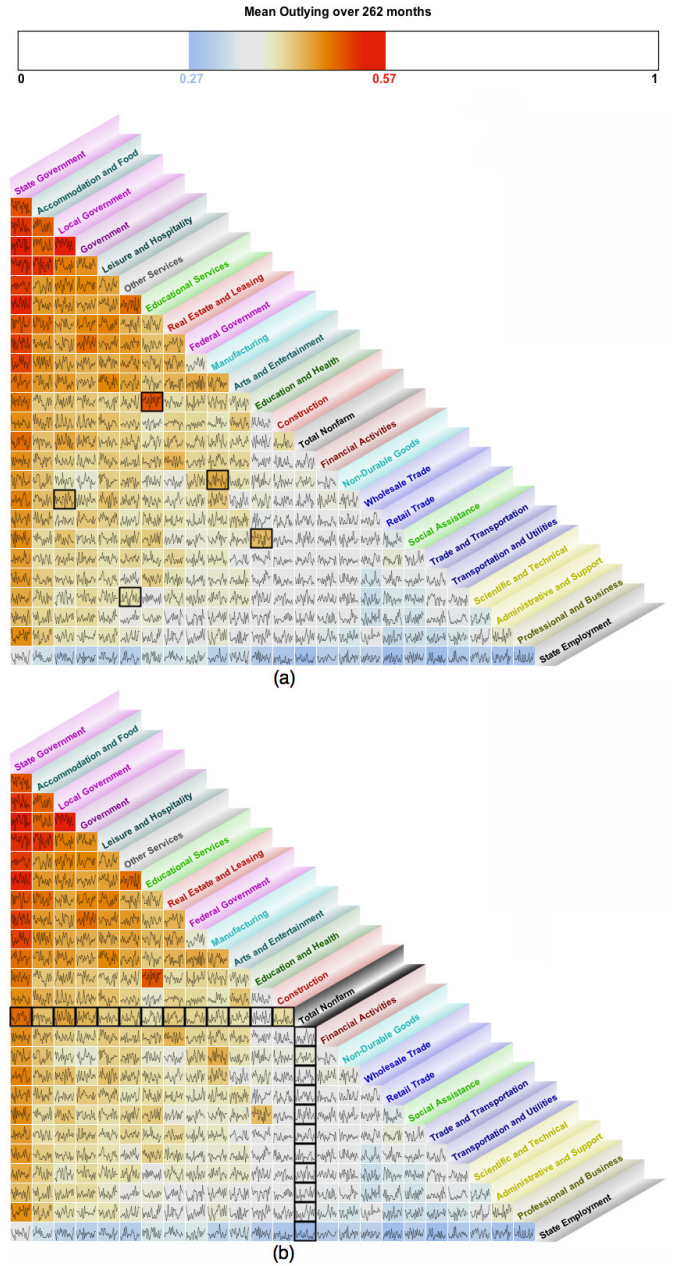 Mean Outlying over 262 months
0
0.27
0.57
1
State Government
Accommodation and Food
Local Government
Government
Leisure and Hospitality
Other Services
Educational Services
Real Estate and Leasing
Federal Government
Manufacturing
Arts and Entertainment
Education and Health
Construction
Total Nonfarm
Financial Activities
Non-Durable Goods
Wholesale Trade
Retail Trade
Social Assistance
Trade and Transportation
Transportation and Utilities
Scientific and Technical
Administrative and Support
Professional and Business
State Employment
(a)
State Government
Accommodation and Food
Local Government
Government
Leisure and Hospitality
Other Services
Educational Services
Real Estate and Leasing
Federal Government
Manufacturing
Arts and Entertainment
Education and Health
Construction
Total Nonfarm
Financial Activities
Non-Durable Goods
Wholesale Trade
Retail Trade
Social Assistance
Trade and Transportation
Transportation and Utilities
Scientific and Technical
Administrative and Support
Professional and Business
State Employment
(b)